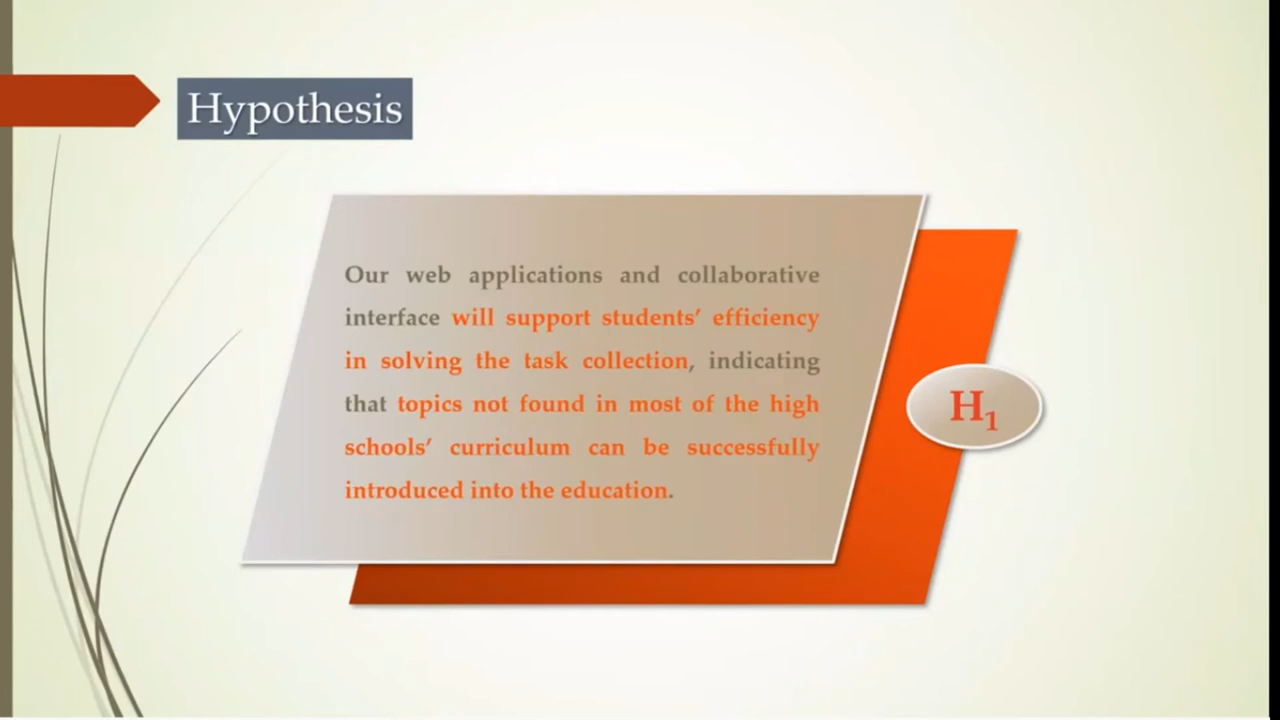 Hypothesis
Our web applications and collaborative
interface will support students’ efficiency
in solving the task collection, indicating
that topics not found in most of the high
schools’ curriculum can be successfully
introduced into the education.
H₁